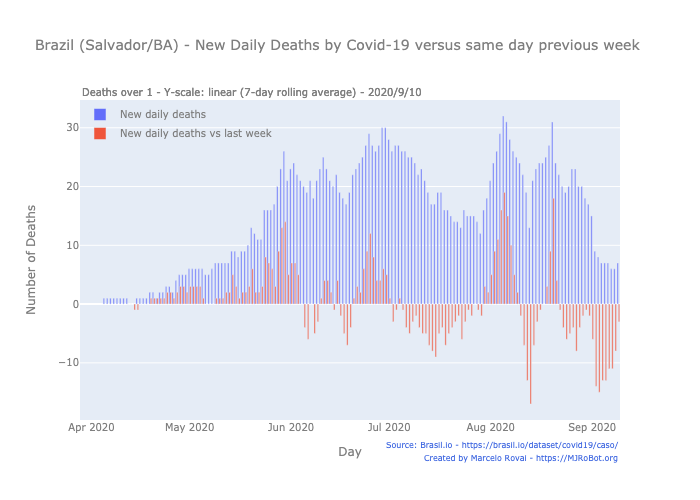 Brazil (Salvador/BA) - New Daily Deaths by Covid-19 versus same day previous week
Deaths over 1 - Y-scale: linear (7-day rolling average) - 2020/9/10
New daily deaths
New daily deaths vs last week
30
20
10
0
−10
Number of Deaths
Apr 2020 May 2020 Jun 2020 Jul 2020 Aug 2020 Sep 2020
Day
Source: Brasil.io - https://brasil.io/dataset/covid19/caso/
Created by Marcelo Rovai - https://MJRoBot.org